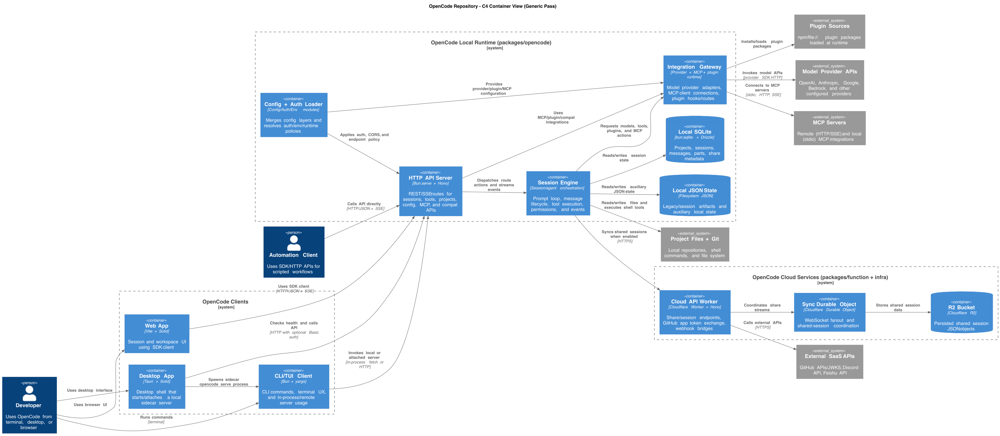 OpenCode Repository - C4 Container View (Generic Pass)
OpenCode Local Runtime (packages/opencode)
[system]
«container»
Config + Auth Loader
[Config/Auth/Env modules]
Merges config layers and
resolves auth/env/runtime
policies
Provides
provider/plugin/MCP
configuration
Applies auth, CORS, and
endpoint policy
«container»
HTTP API Server
[Bun.serve + Hono]
REST/SSE routes for
sessions, tools, projects,
config, MCP, and compat
APIs
Uses
MCP/plugin/compat
integrations
Dispatches route
actions and streams
events
«container»
Session Engine
[Session/agent orchestration]
Prompt loop, message
lifecycle, tool execution,
permissions, and events
Requests models, tools,
plugins, and MCP
actions
Reads/writes session
state
Reads/writes auxiliary
JSON state
Reads/writes files and
executes shell tools
Syncs shared sessions
when enabled
[HTTPS]
«container»
Integration Gateway
[Provider + MCP + plugin
runtime]
Model provider adapters,
MCP client connections,
plugin hooks/routes
«container»
Local SQLite
[bun:sqlite + Drizzle]
Projects, sessions,
messages, parts, share
metadata
«container»
Local JSON State
[Filesystem JSON]
Legacy/session artifacts and
auxiliary local state
Installs/loads plugin
packages
Invokes model APIs
[provider SDK HTTP]
Connects to MCP
servers
[stdio, HTTP, SSE]
«external_system»
Plugin Sources
npm/file:// plugin packages
loaded at runtime
«external_system»
Model Provider APIs
OpenAI, Anthropic, Google,
Bedrock, and other
configured providers
«external_system»
MCP Servers
Remote (HTTP/SSE) and local
(stdio) MCP integrations
«external_system»
Project Files + Git
Local repositories, shell
commands, and file system
Calls API directly
[HTTP/JSON + SSE]
«person»
Automation Client
Uses SDK/HTTP APIs for
scripted workflows
Uses SDK client
[HTTP/JSON + SSE]
OpenCode Clients
[system]
«container»
Web App
[Vite + Solid]
Session and workspace UI
using SDK client
Checks health and calls
API
[HTTP with optional Basic
auth]
Invokes local or
attached server
[in-process fetch or
HTTP]
«container»
Desktop App
[Tauri + Solid]
Desktop shell that
starts/attaches a local
sidecar server
Spawns sidecar
opencode serve process
«container»
CLI/TUI Client
[Bun + yargs]
CLI commands, terminal UX,
and in-process/remote
server usage
«person»
Developer
Uses OpenCode from
terminal, desktop, or
browser
Uses desktop interface
Uses browser UI
Runs commands
[terminal]
OpenCode Cloud Services (packages/function + infra)
[system]
«container»
Cloud API Worker
[Cloudflare Worker + Hono]
Share/session endpoints,
GitHub app token exchange,
webhook bridges
Coordinates share
streams
Calls external APIs
[HTTPS]
«container»
Sync Durable Object
[Cloudflare Durable Object]
WebSocket fanout and
shared-session coordination
Stores shared session
data
«container»
R2 Bucket
[Cloudflare R2]
Persisted shared session
JSON objects
«external_system»
External SaaS APIs
GitHub APIs/JWKS, Discord
API, Feishu API